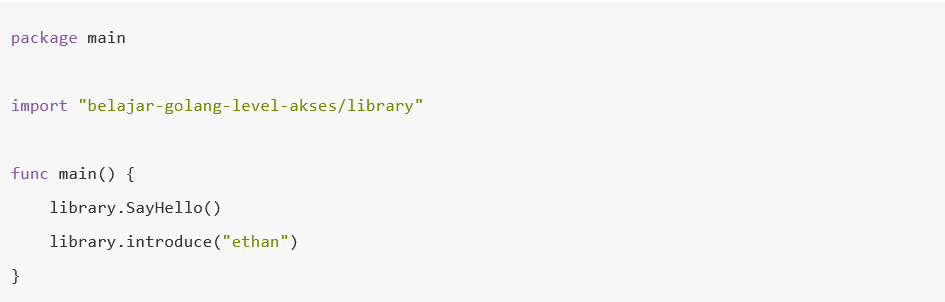 package main
import "belajar-golang-level-akses/library"
func main() {
    library.SayHello()
    library.introduce("ethan")
}